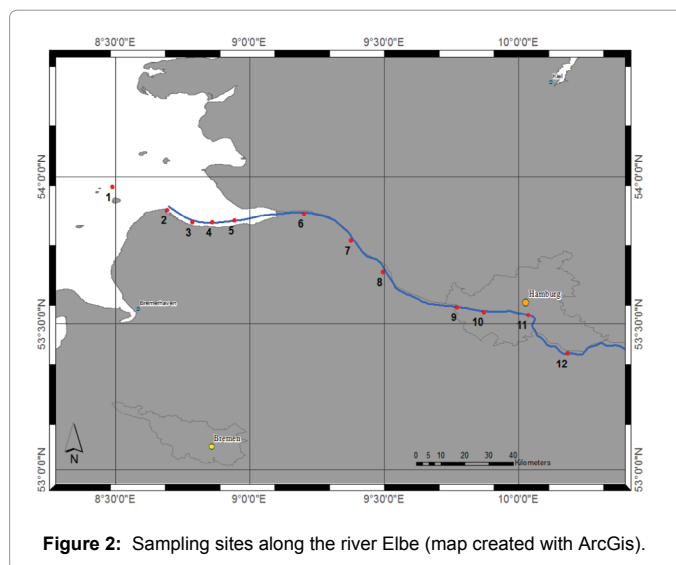 8°30'0"E 9°0'0"E 9°30'0"E 10°0'0"E
Kiel
54°0'0"N 54°0'0"N
1
2
3 4 5 6
7
8
Bremerhaven
Hamburg
9 10 11
53°30'0"N 53°30'0"N
12
Bremen
N
0 5 10 20 30 40
Kilometers
53°0'0"N 53°0'0"N
8°30'0"E 9°0'0"E 9°30'0"E 10°0'0"E
Figure 2: Sampling sites along the river Elbe (map created with ArcGis).